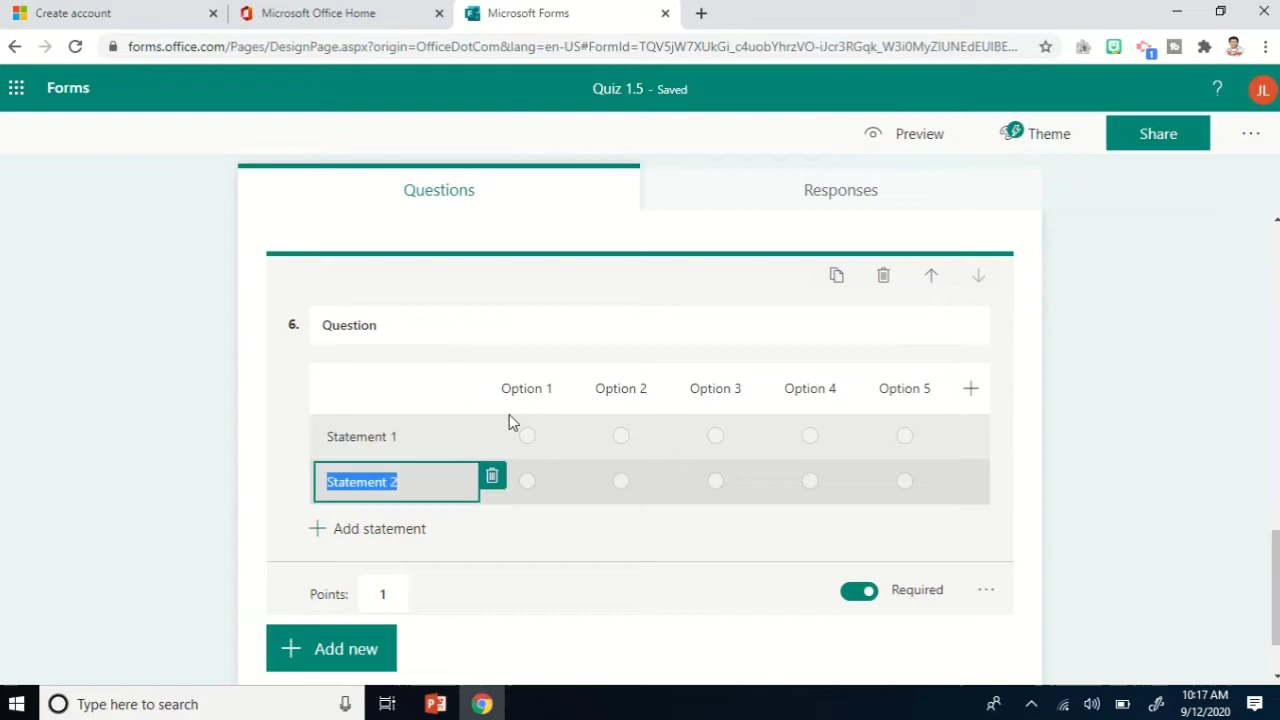 Create account
Microsoft Office Home
Microsoft Forms
forms.office.com/Pages/DesignPage.aspx?origin=OfficeDotCom&lang=en-US#FormId=TQV5jW7XUkGi_c4uobYhrzVO-iJcr3RGqk_W3i0MyZlUNEdEUlBE...
1
Forms
Quiz 1.5 - Saved
?
JL
Preview
Theme
Share
Questions
Responses
6.
Question
Option 1
Option 2
Option 3
Option 4
Option 5
Statement 1
Statement 2
Add statement
Points:
1
Required
Add new
Type here to search
10:17 AM
9/12/2020